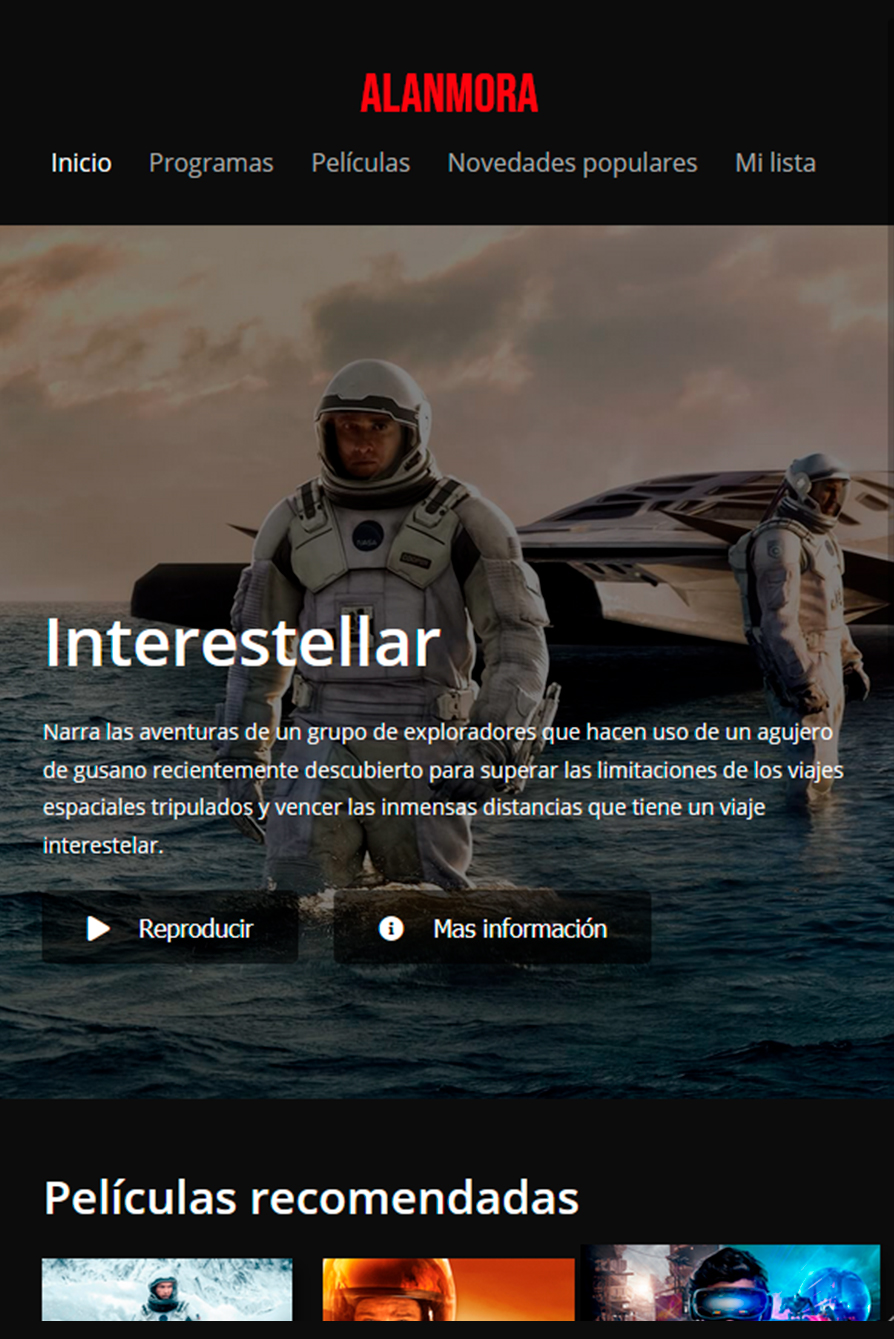 ALANMORA
Inicio Programas Películas Novedades populares Mi lista
NASA
COOPER
Interestellar
Narra las aventuras de un grupo de exploradores que hacen uso de un agujero
de gusano recientemente descubierto para superar las limitaciones de los viajes
espaciales tripulados y vencer las inmensas distancias que tiene un viaje
interestelar.
Reproducir Mas información
Películas recomendadas